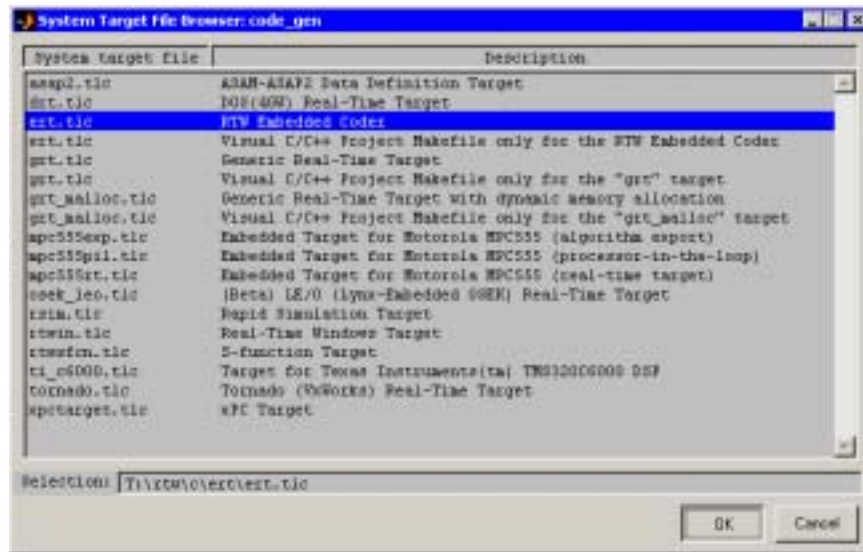 System Target File Browser: code_gen
System target file Description
asap2.tlc ASAM-ASAP2 Data Definition Target
drt.tlc DOS(4GW) Real-Time Target
ert.tlc RTW Embedded Coder
ert.tlc Visual C/C++ Project Makefile only for the RTW Embedded Coder
grt.tlc Generic Real-Time Target
grt.tlc Visual C/C++ Project Makefile only for the "grt" target
grt_malloc.tlc Generic Real-Time Target with dynamic memory allocation
grt_malloc.tlc Visual C/C++ Project Makefile only for the "grt_malloc" target
mpc555exp.tlc Embedded Target for Motorola MPC555 (algorithm export)
mpc555pil.tlc Embedded Target for Motorola MPC555 (processor-in-the-loop)
mpc555rt.tlc Embedded Target for Motorola MPC555 (real-time target)
osek_leo.tlc (Beta) LE/O (Lynx-Embedded OSEK) Real-Time Target
rsim.tlc Rapid Simulation Target
rtwin.tlc Real-Time Windows Target
rtwsfcn.tlc S-function Target
ti_c6000.tlc Target for Texas Instruments(tm) TMS320C6000 DSP
tornado.tlc Tornado (VxWorks) Real-Time Target
xpctarget.tlc xPC Target
Selection: T:\rtw\c\ert\ert.tlc
OK Cancel